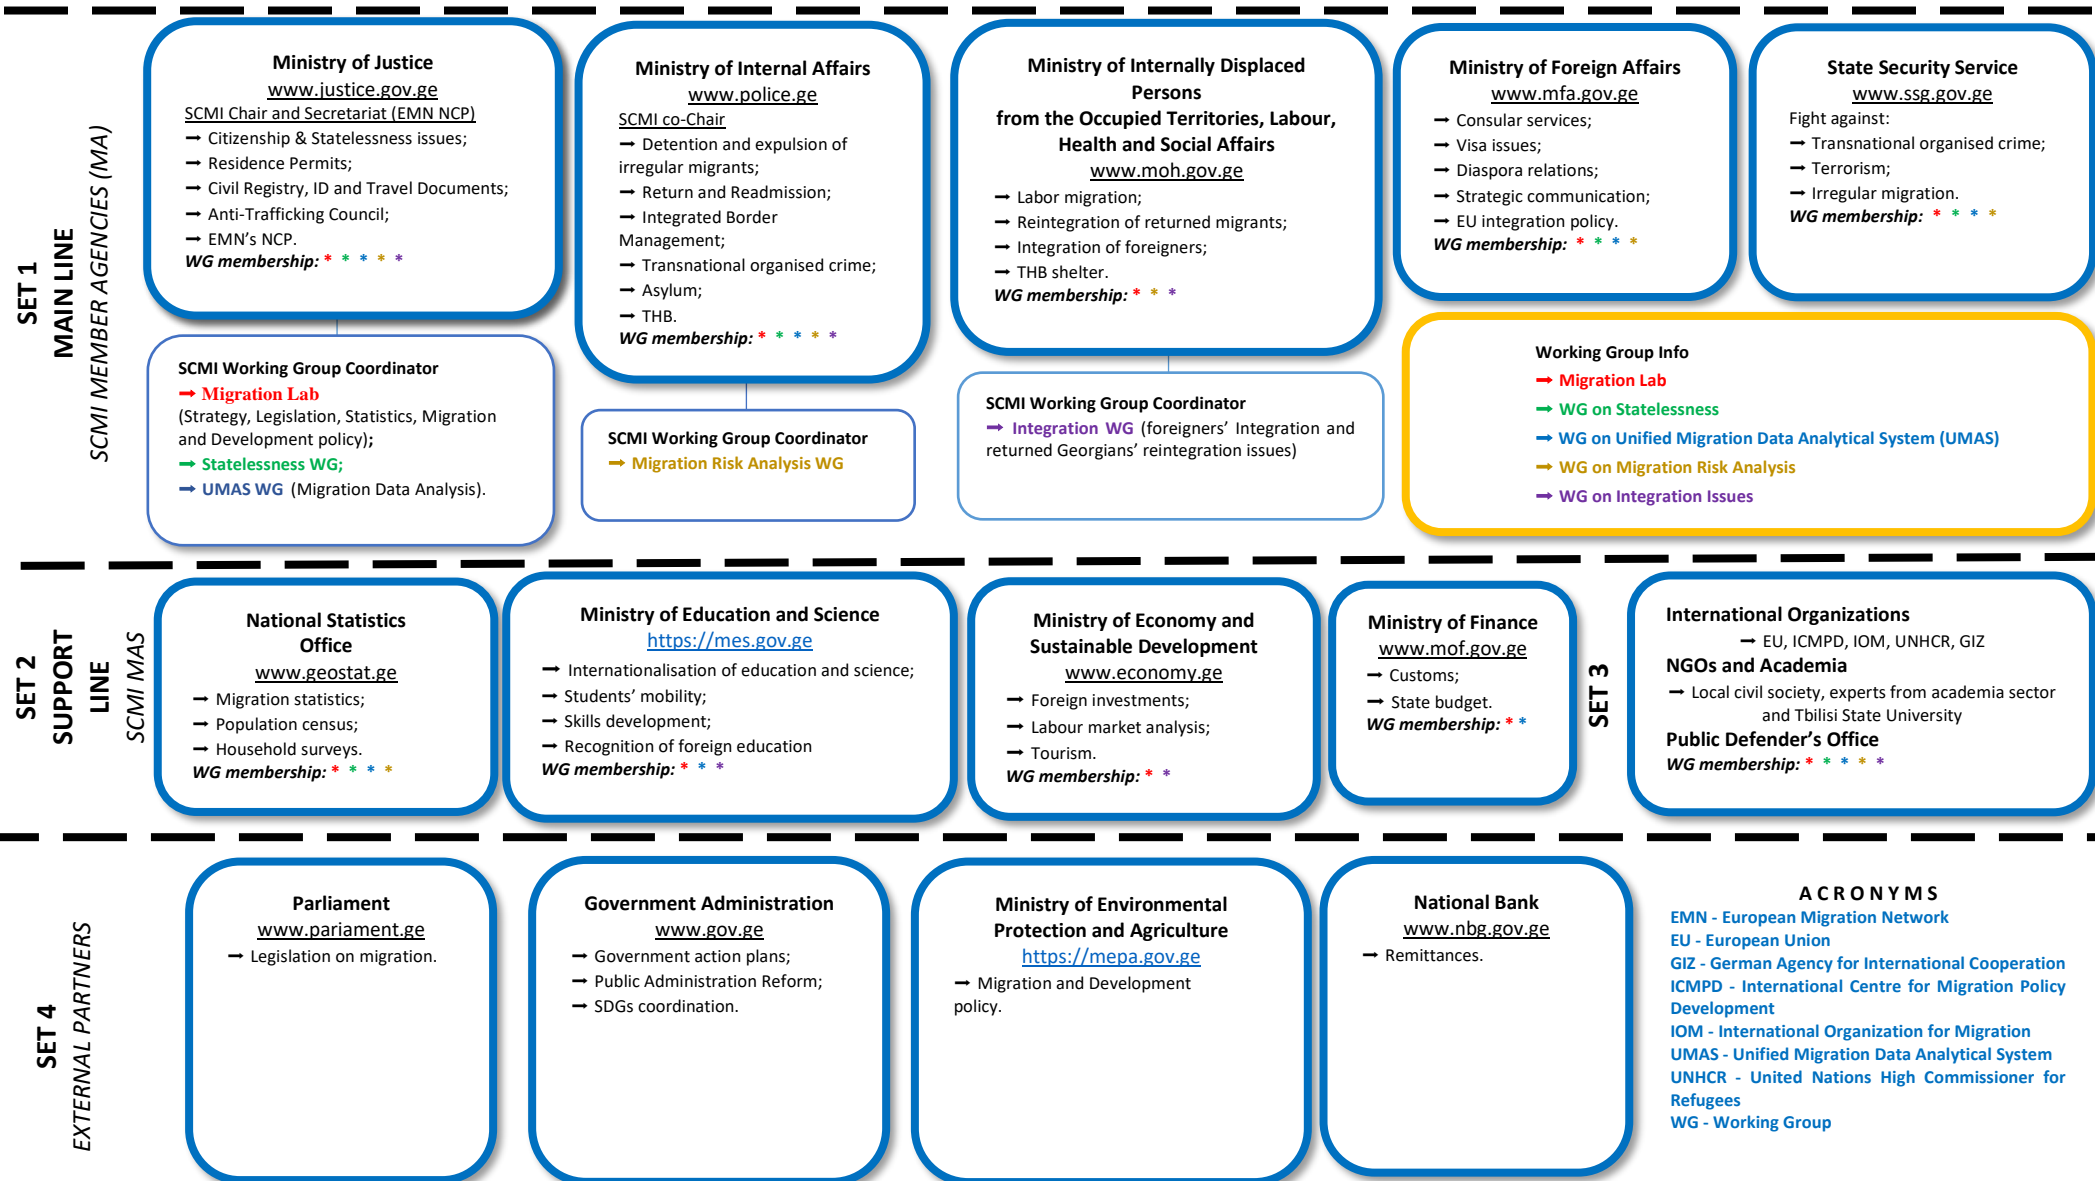 SET 1
MAIN LINE
SCMI MEMBER AGENCIES (MA)
Ministry of Justice
www.justice.gov.ge
SCMI Chair and Secretariat (EMN NCP)
→ Citizenship & Statelessness issues;
→ Residence Permits;
→ Civil Registry, ID and Travel Documents;
→ Anti-Trafficking Council;
→ EMN's NCP.
WG membership: * * * * *
Ministry of Internal Affairs
www.police.ge
SCMI co-Chair
→ Detention and expulsion of
irregular migrants;
→ Return and Readmission;
→ Integrated Border
Management;
→ Transnational organised crime;
→ Asylum;
→ THB.
WG membership: * * * * *
Ministry of Internally Displaced
Persons
from the Occupied Territories, Labour,
Health and Social Affairs
www.moh.gov.ge
→ Labor migration;
→ Reintegration of returned migrants;
→ Integration of foreigners;
→ THB shelter.
WG membership: * * *
Ministry of Foreign Affairs
www.mfa.gov.ge
→ Consular services;
→ Visa issues;
→ Diaspora relations;
→ Strategic communication;
→ EU integration policy.
WG membership: * * * *
State Security Service
www.ssg.gov.ge
Fight against:
→ Transnational organised crime;
→ Terrorism;
→ Irregular migration.
WG membership: * * * *
SCMI Working Group Coordinator
→ Migration Lab
(Strategy, Legislation, Statistics, Migration
and Development policy);
→ Statelessness WG;
→ UMAS WG (Migration Data Analysis).
SCMI Working Group Coordinator
→ Migration Risk Analysis WG
SCMI Working Group Coordinator
→ Integration WG (foreigners' Integration and
returned Georgians' reintegration issues)
Working Group Info
→ Migration Lab
→ WG on Statelessness
→ WG on Unified Migration Data Analytical System (UMAS)
→ WG on Migration Risk Analysis
→ WG on Integration Issues
SET 2
SUPPORT
LINE
SCMI MAS
National Statistics
Office
www.geostat.ge
→ Migration statistics;
→ Population census;
→ Household surveys.
WG membership: * * * *
Ministry of Education and Science
https://mes.gov.ge
→ Internationalisation of education and science;
→ Students' mobility;
→ Skills development;
→ Recognition of foreign education
WG membership: * * *
Ministry of Economy and
Sustainable Development
www.economy.ge
→ Foreign investments;
→ Labour market analysis;
→ Tourism.
WG membership: * *
Ministry of Finance
www.mof.gov.ge
→ Customs;
→ State budget.
WG membership: * *
SET 3
International Organizations
→ EU, ICMPD, IOM, UNHCR, GIZ
NGOs and Academia
→ Local civil society, experts from academia sector
and Tbilisi State University
Public Defender's Office
WG membership: * * * * *
SET 4
EXTERNAL PARTNERS
Parliament
www.pariament.ge
→ Legislation on migration.
Government Administration
www.gov.ge
→ Government action plans;
→ Public Administration Reform;
→ SDGs coordination.
Ministry of Environmental
Protection and Agriculture
https://mepa.gov.ge
→ Migration and Development
policy.
National Bank
www.nbg.gov.ge
→ Remittances.
A C R O N Y M S
EMN - European Migration Network
EU - European Union
GIZ - German Agency for International Cooperation
ICMPD - International Centre for Migration Policy
Development
IOM - International Organization for Migration
UMAS - Unified Migration Data Analytical System
UNHCR - United Nations High Commissioner for
Refugees
WG - Working Group